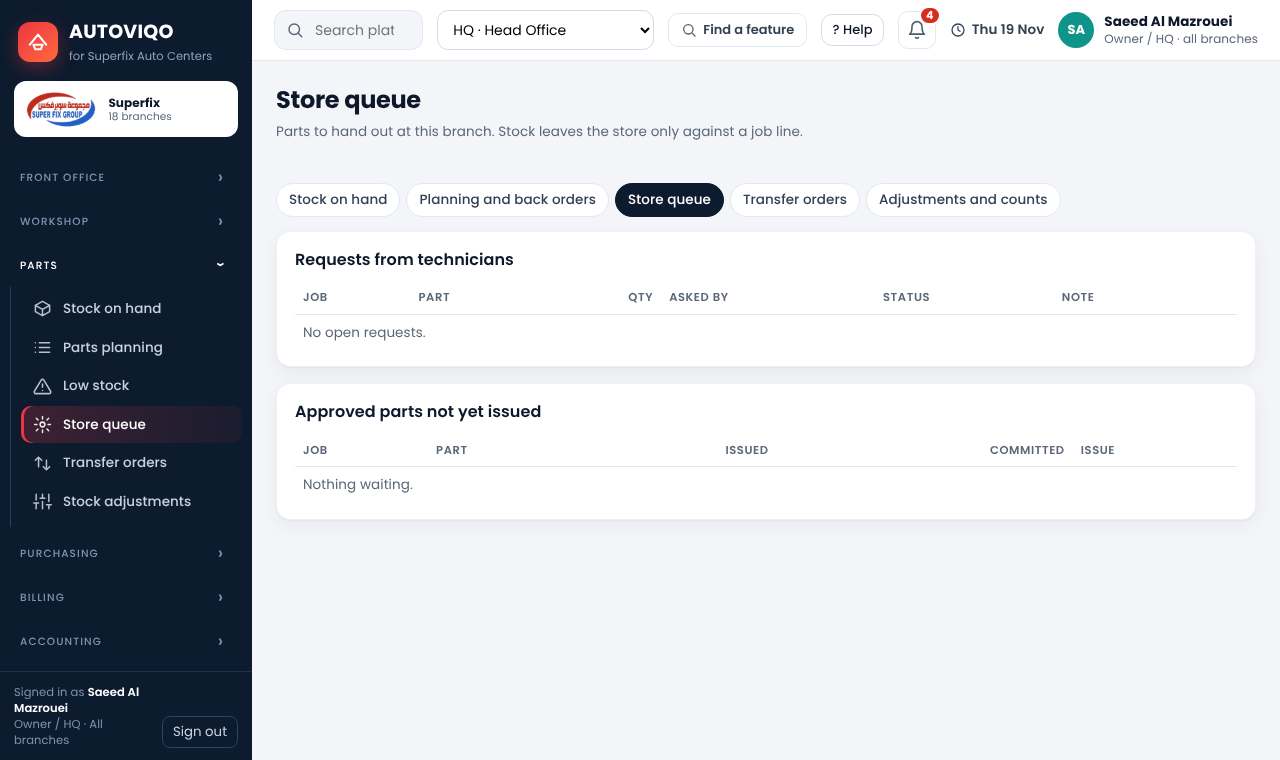 AUTOVIQO
for Superfix Auto Centers
مجموعة سوبر فكس
SUPER FIX GROUP
Superfix
18 branches
FRONT OFFICE
WORKSHOP
PARTS
Stock on hand
Parts planning
Low stock
Store queue
Transfer orders
Stock adjustments
PURCHASING
BILLING
ACCOUNTING
Signed in as Saeed Al
Mazrouei
Owner / HQ · All
branches
Sign out
Search plat
HQ · Head Office
Find a feature
? Help
4
Thu 19 Nov
SA
Saeed Al Mazrouei
Owner / HQ · all branches
Store queue
Parts to hand out at this branch. Stock leaves the store only against a job line.
Stock on hand
Planning and back orders
Store queue
Transfer orders
Adjustments and counts
Requests from technicians
JOB PART QTY ASKED BY STATUS NOTE
No open requests.
Approved parts not yet issued
JOB PART ISSUED COMMITTED ISSUE
Nothing waiting.